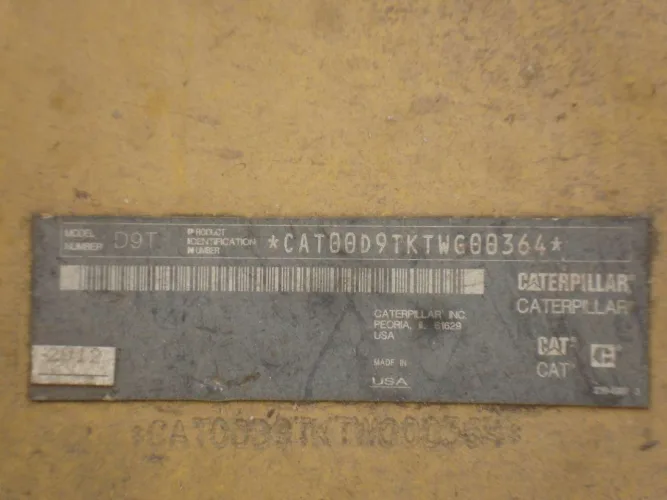 MODEL NUMBER D9T PRODUCT IDENTIFICATION NUMBER *CAT00D9TKTWG00364*
CATERPILLAR®
CATERPILLAR INC.
PEORIA, IL 61629
USA
CATERPILLAR®
2012
MADE IN
USA
CAT® C®
CAT®
*CAT00D9TKTWG00364*